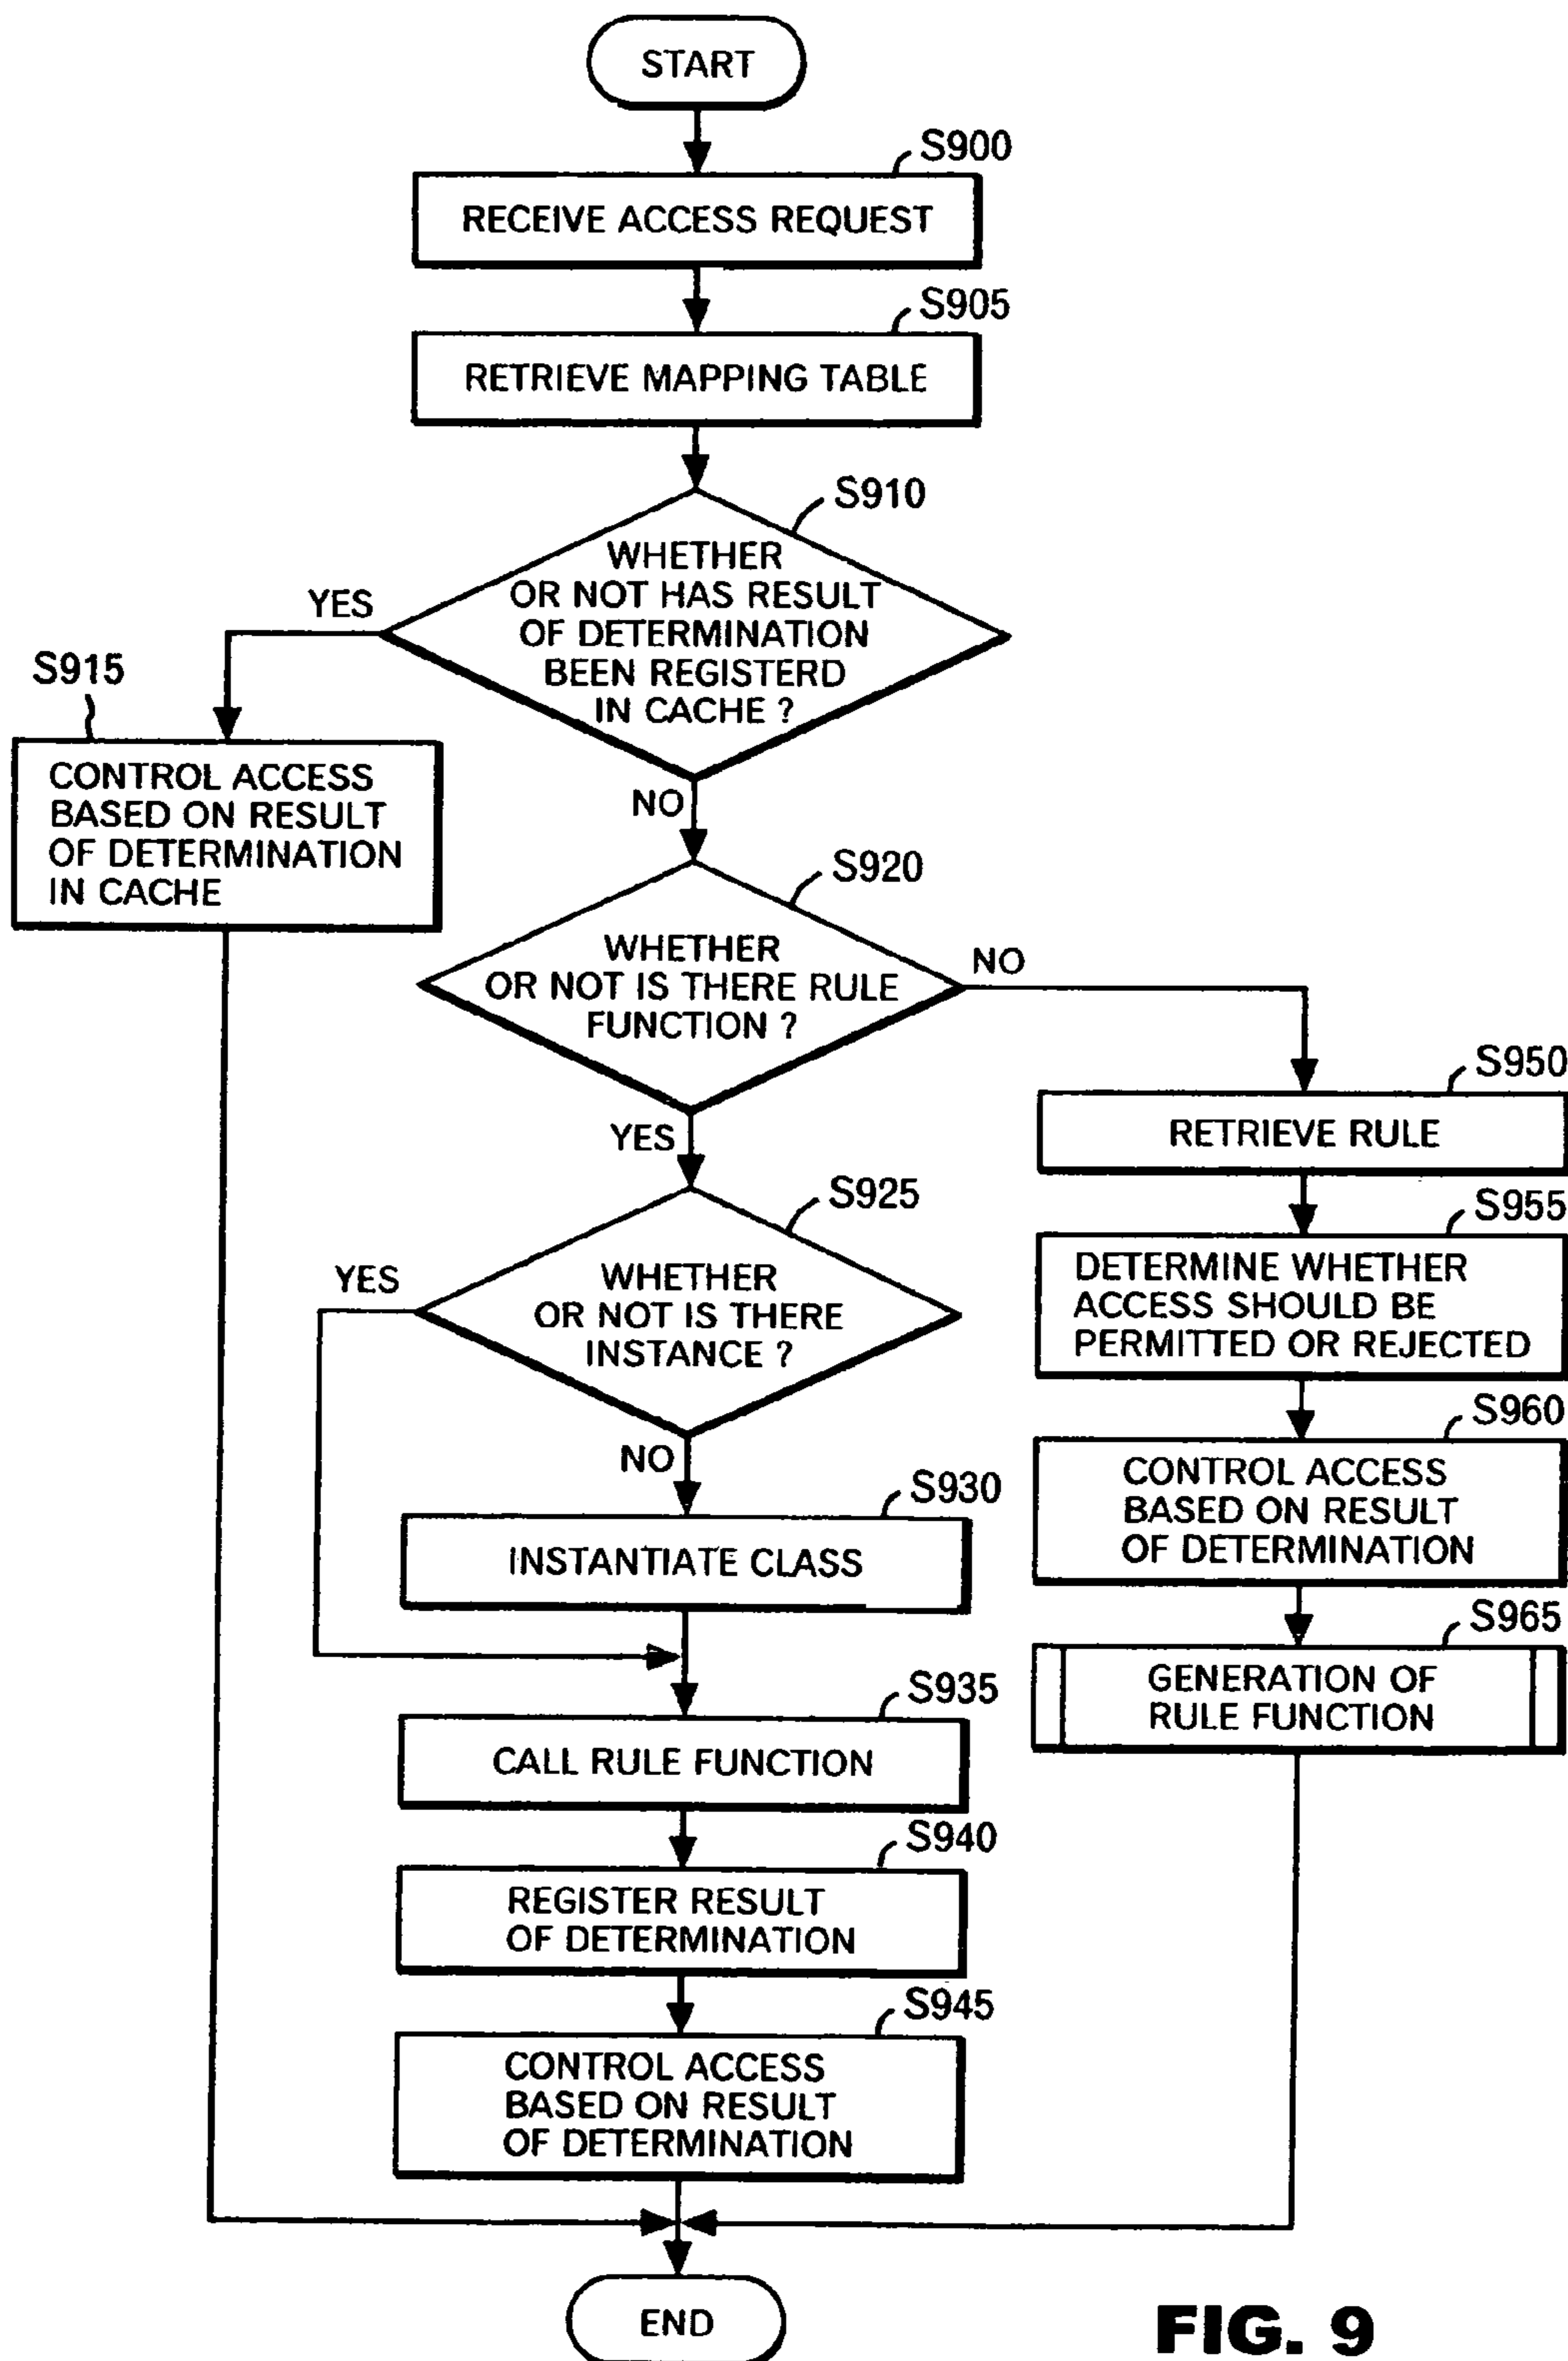 START
S900
RECEIVE ACCESS REQUEST
S905
RETRIEVE MAPPING TABLE
S910
WHETHER
OR NOT HAS RESULT
OF DETERMINATION
BEEN REGISTERD
IN CACHE ?
YES
S915
CONTROL ACCESS
BASED ON RESULT
OF DETERMINATION
IN CACHE
NO
S920
WHETHER
OR NOT IS THERE RULE
FUNCTION ?
NO
YES
S925
WHETHER
OR NOT IS THERE
INSTANCE ?
YES
NO
S930
INSTANTIATE CLASS
S935
CALL RULE FUNCTION
S940
REGISTER RESULT
OF DETERMINATION
S945
CONTROL ACCESS
BASED ON RESULT
OF DETERMINATION
S950
RETRIEVE RULE
S955
DETERMINE WHETHER
ACCESS SHOULD BE
PERMITTED OR REJECTED
S960
CONTROL ACCESS
BASED ON RESULT
OF DETERMINATION
S965
GENERATION OF
RULE FUNCTION
END
FIG. 9